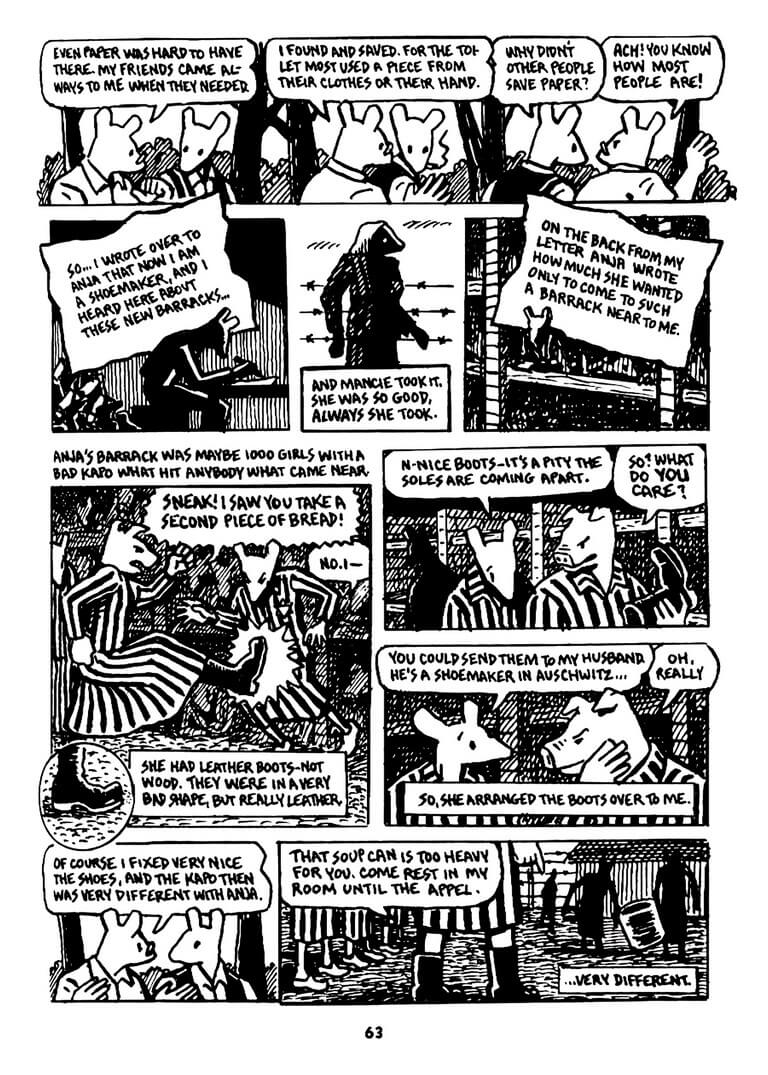 EVEN PAPER WAS HARD TO HAVE
THERE. MY FRIENDS CAME AL-
WAYS TO ME WHEN THEY NEEDED.
I FOUND AND SAVED. FOR THE TOI-
LET MOST USED A PIECE FROM
THEIR CLOTHES OR THEIR HAND.
WHY DIDN'T
OTHER PEOPLE
SAVE PAPER?
ACH! YOU KNOW
HOW MOST
PEOPLE ARE!
SO... I WROTE OVER TO
ANJA THAT NOW I AM
A SHOEMAKER, AND I
HEARD HERE ABOUT
THESE NEW BARRACKS...
AND MANCIE TOOK IT.
SHE WAS SO GOOD,
ALWAYS SHE TOOK.
ON THE BACK FROM MY
LETTER ANJA WROTE
HOW MUCH SHE WANTED
ONLY TO COME TO SUCH
A BARRACK NEAR TO ME.
ANJA'S BARRACK WAS MAYBE 1000 GIRLS WITH A
BAD KAPO WHAT HIT ANYBODY WHAT CAME NEAR.
SNEAK! I SAW YOU TAKE A
SECOND PIECE OF BREAD!
NO. I—
SHE HAD LEATHER BOOTS-NOT
WOOD. THEY WERE IN A VERY
BAD SHAPE, BUT REALLY LEATHER.
N-NICE BOOTS-IT'S A PITY THE
SOLES ARE COMING APART.
SO? WHAT
DO YOU
CARE?
YOU COULD SEND THEM TO MY HUSBAND
HE'S A SHOEMAKER IN AUSCHWITZ...
OH,
REALLY
SO, SHE ARRANGED THE BOOTS OVER TO ME.
OF COURSE I FIXED VERY NICE
THE SHOES, AND THE KAPO THEN
WAS VERY DIFFERENT WITH ANJA.
THAT SOUP CAN IS TOO HEAVY
FOR YOU. COME REST IN MY
ROOM UNTIL THE APPEL.
...VERY DIFFERENT.
63